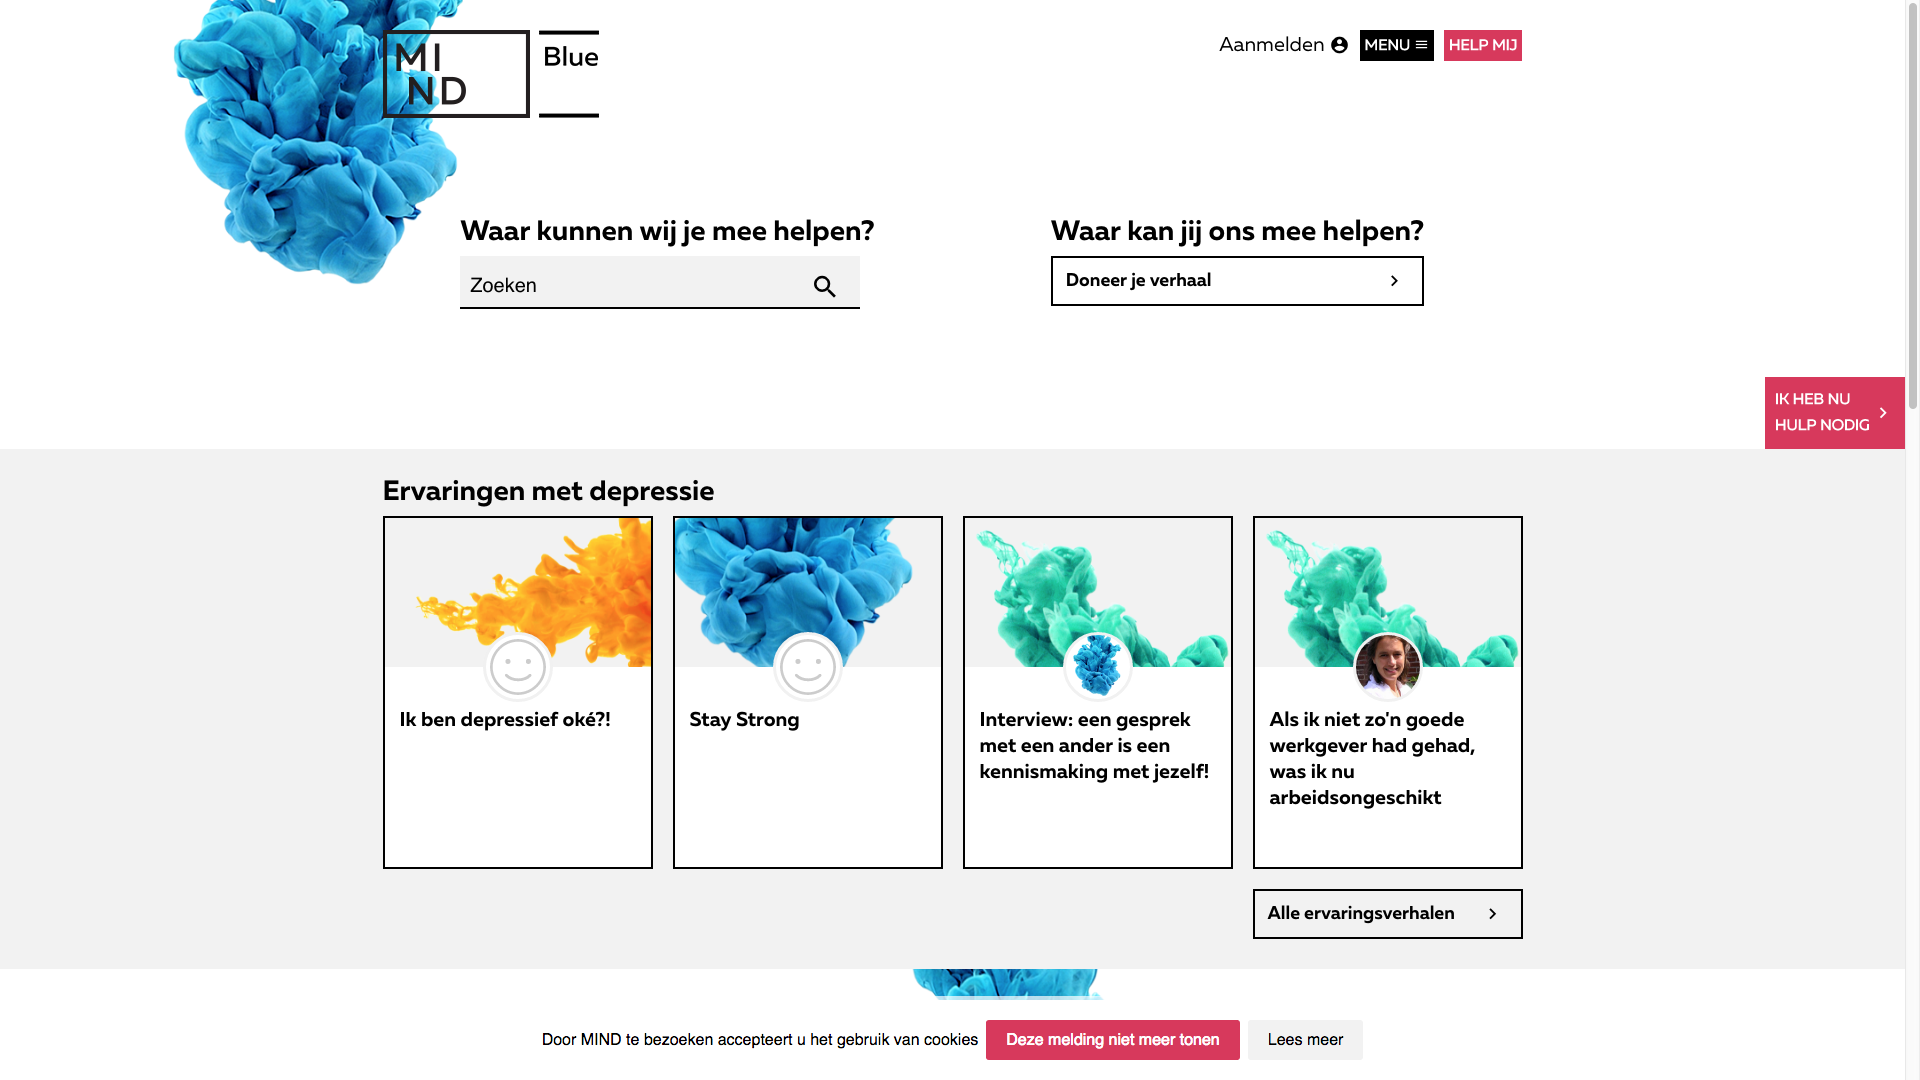 MI
ND
Blue
Aanmelden
MENU
HELP MIJ
Waar kunnen wij je mee helpen?
Zoeken
Waar kan jij ons mee helpen?
Doneer je verhaal
IK HEB NU
HULP NODIG
Ervaringen met depressie
Ik ben depressief oké?!
Stay Strong
Interview: een gesprek
met een ander is een
kennismaking met jezelf!
Als ik niet zo'n goede
werkgever had gehad,
was ik nu
arbeidsongeschikt
Alle ervaringsverhalen
Door MIND te bezoeken accepteert u het gebruik van cookies
Deze melding niet meer tonen
Lees meer